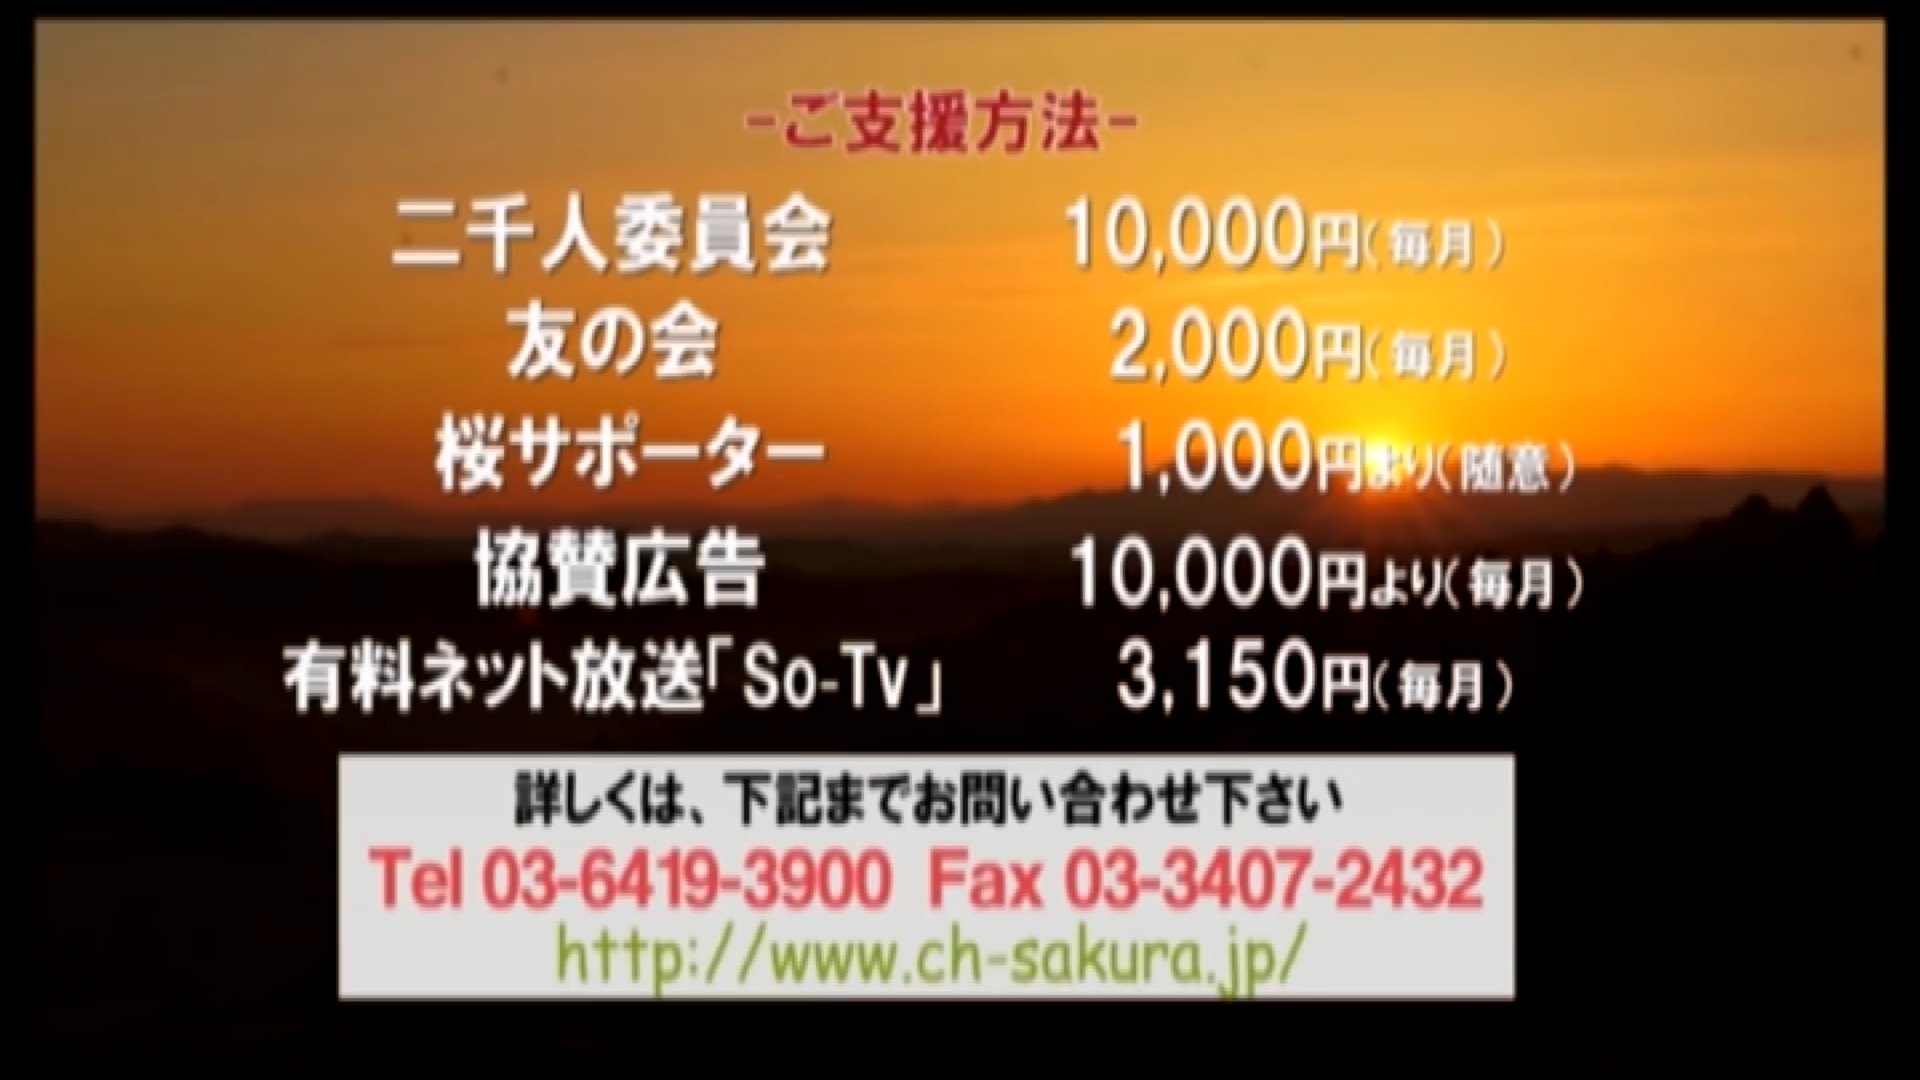 -ご支援方法-
二千人委員会 10,000円(毎月)
友の会 2,000円(毎月)
桜サポーター 1,000円より(随意)
協賛広告 10,000円より(毎月)
有料ネット放送「So-Tv」 3,150円(毎月)
詳しくは、下記までお問い合わせ下さい
Tel 03-6419-3900 Fax 03-3407-2432
http://www.ch-sakura.jp/